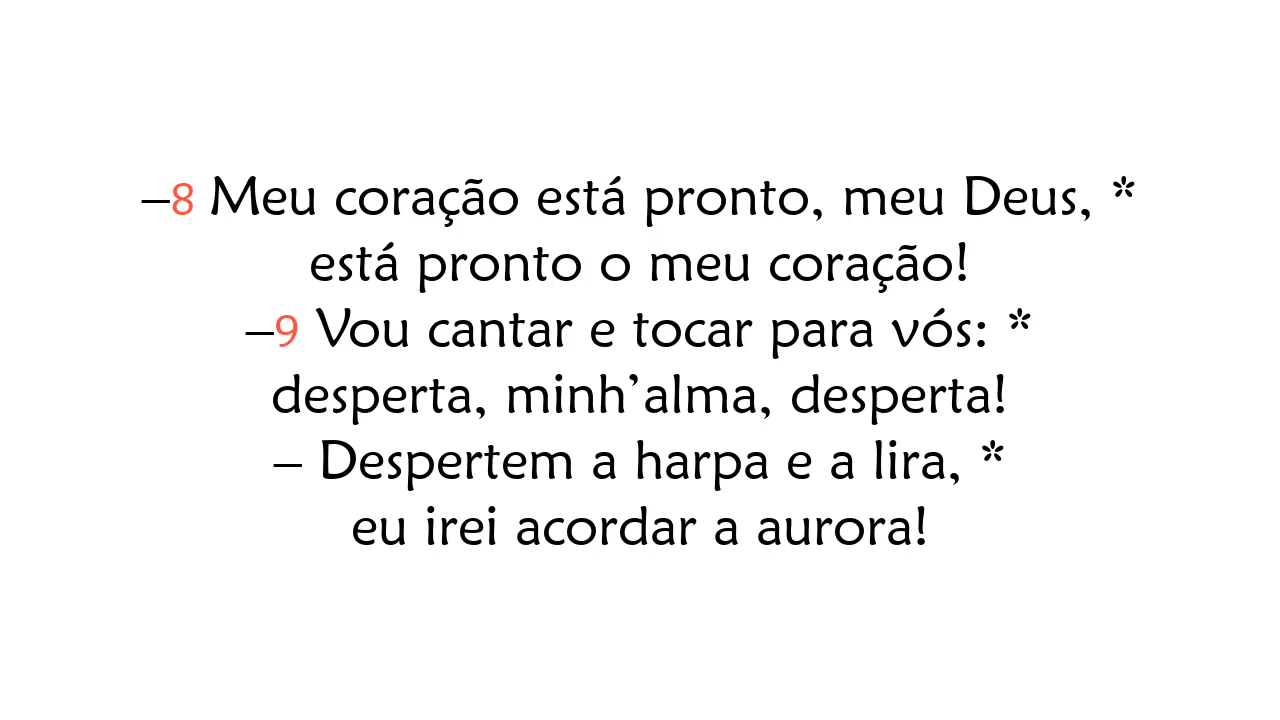 –8 Meu coração está pronto, meu Deus, *
está pronto o meu coração!
–9 Vou cantar e tocar para vós: *
desperta, minh’alma, desperta!
– Despertem a harpa e a lira, *
eu irei acordar a aurora!